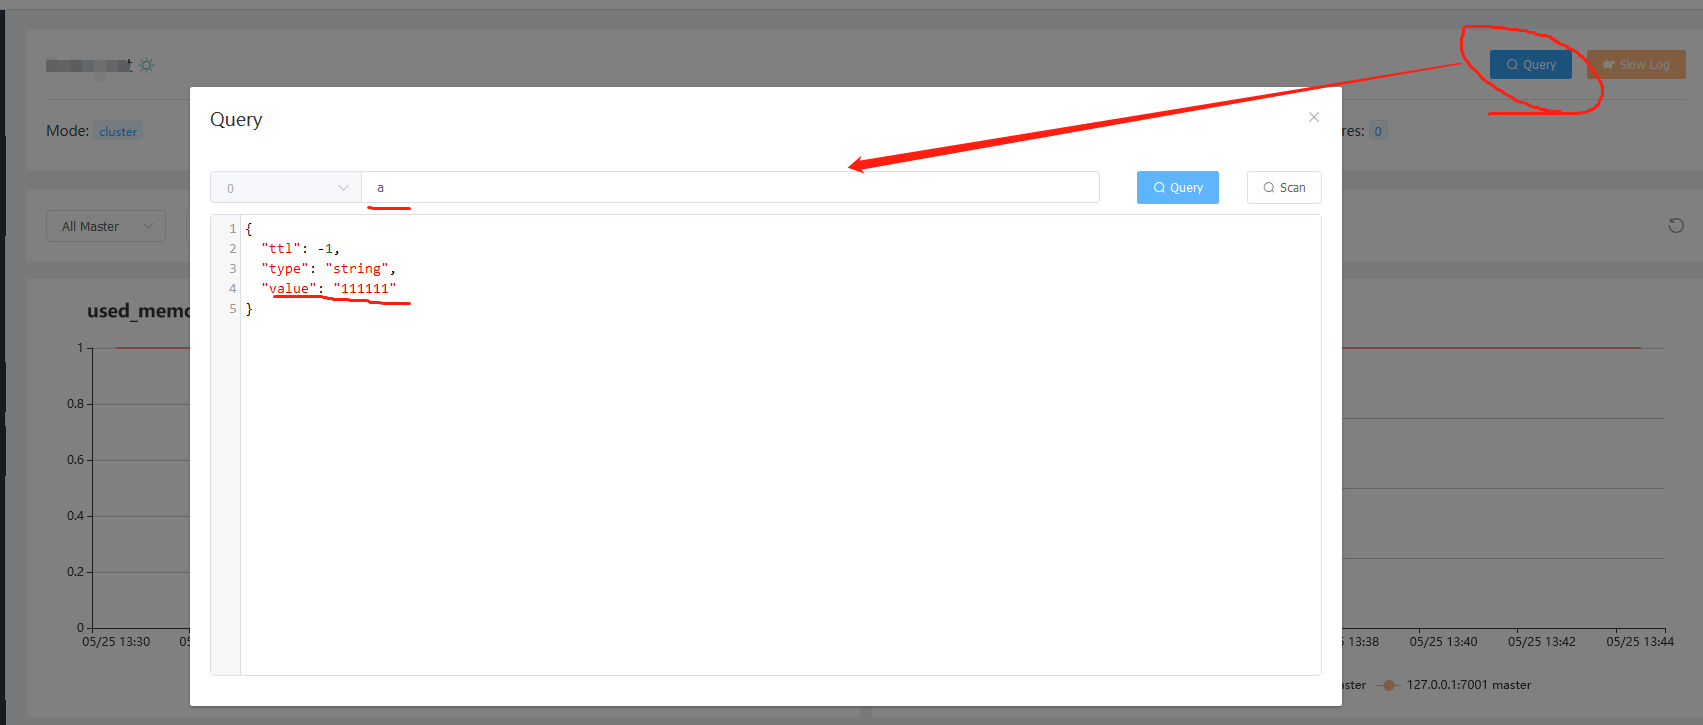 Query
Slow Log
Query
Mode: cluster
res: 0
0
a
Query
Scan
All Master
1 {
2 "ttl": -1,
3 "type": "string",
4 "value": "111111"
5 }
used_memo
1
0.8
0.6
0.4
0.2
0
05/25 13:30
13:38
05/25 13:40
05/25 13:42
05/25 13:44
127.0.0.1:7001 master